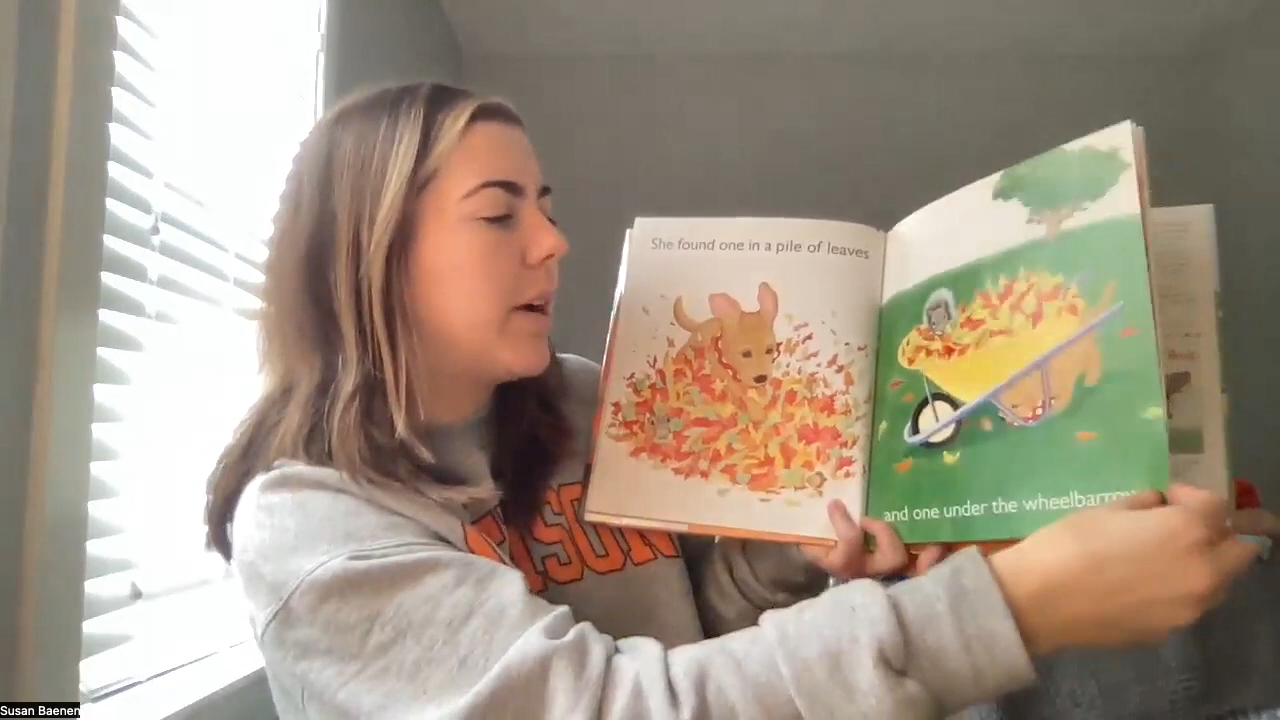 She found one in a pile of leaves
and one under the wheelbarrow
Susan Baenen